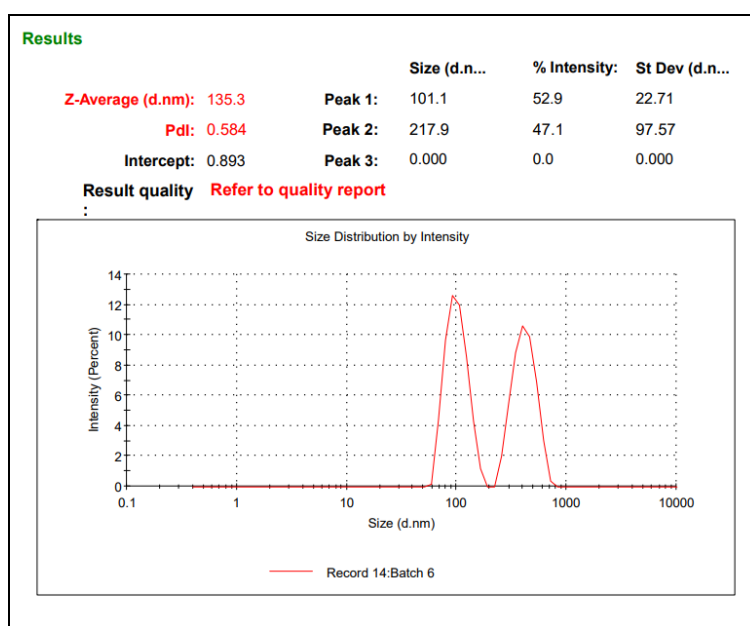 Results
Size (d.n... % Intensity: St Dev (d.n...
Z-Average (d.nm): 135.3 Peak 1: 101.1 52.9 22.71
PdI: 0.584 Peak 2: 217.9 47.1 97.57
Intercept: 0.893 Peak 3: 0.000 0.0 0.000
Result quality Refer to quality report
:
Size Distribution by Intensity
14
12
10
8
6
4
2
0
Intensity (Percent)
0.1 1 10 100 1000 10000
Size (d.nm)
Record 14:Batch 6